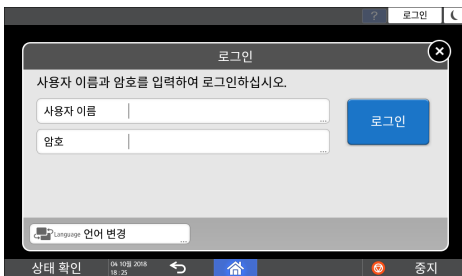 ? 로그인
로그인
사용자 이름과 암호를 입력하여 로그인하십시오.
사용자 이름
...
로그인
암호
...
Language 언어 변경
...
상태 확인
04 10월 2018
18 : 25
중지